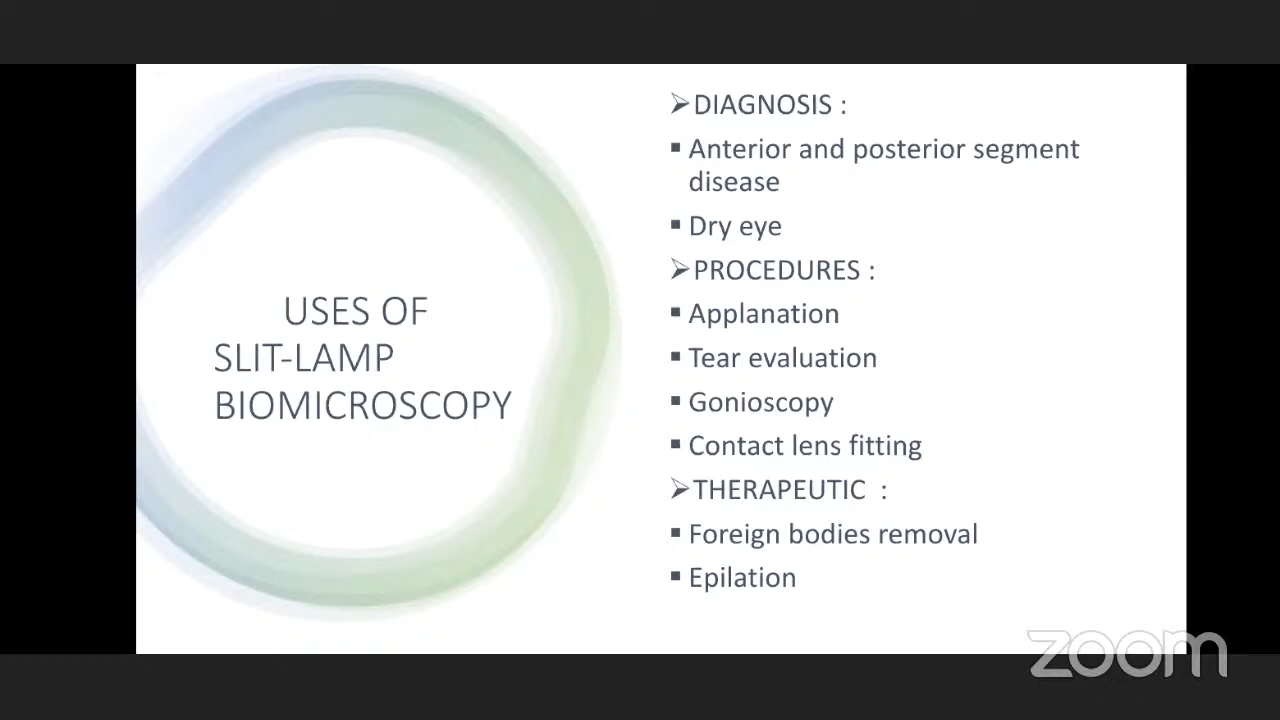 USES OF
SLIT-LAMP
BIOMICROSCOPY
➢DIAGNOSIS :
▪ Anterior and posterior segment
disease
▪ Dry eye
➢PROCEDURES :
▪ Applanation
▪ Tear evaluation
▪ Gonioscopy
▪ Contact lens fitting
➢THERAPEUTIC :
▪ Foreign bodies removal
▪ Epilation
zoom